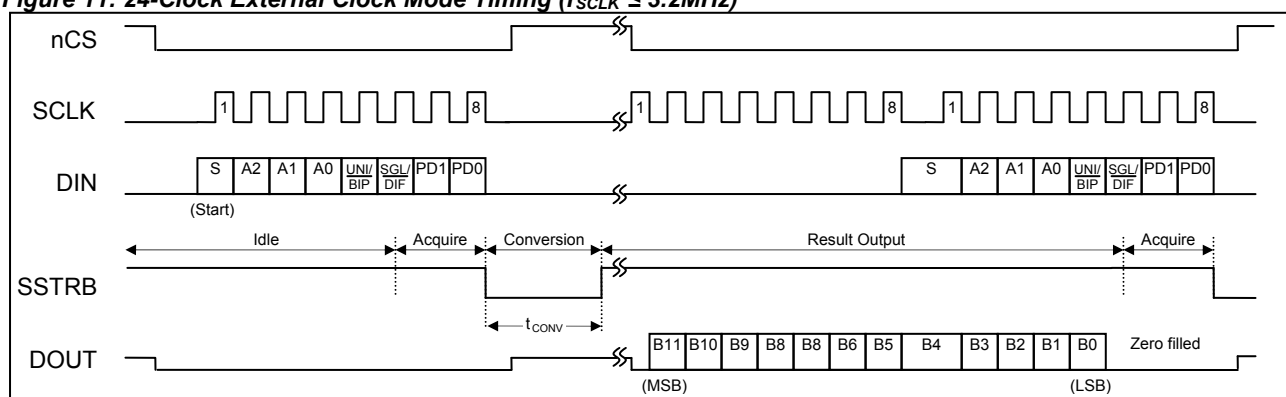 Figure 11. 24-Clock External Clock Mode Timing (fSCLK ≤ 3.2MHz)
nCS
SCLK 1 8 1 8 1 8
DIN S A2 A1 A0 UNI/BIP SGL/DIF PD1 PD0 S A2 A1 A0 UNI/BIP SGL/DIF PD1 PD0
(Start)
Idle Acquire Conversion Result Output Acquire
SSTRB
tCONV
DOUT B11 B10 B9 B8 B8 B6 B5 B4 B3 B2 B1 B0 Zero filled
(MSB) (LSB)